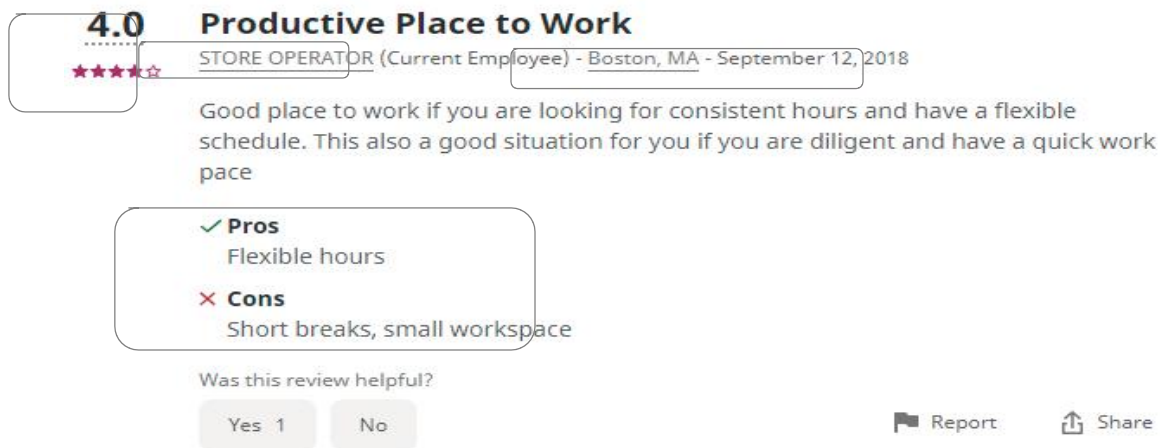 4.0 Productive Place to Work
STORE OPERATOR (Current Employee) - Boston, MA - September 12, 2018
Good place to work if you are looking for consistent hours and have a flexible
schedule. This also a good situation for you if you are diligent and have a quick work
pace
Pros
Flexible hours
Cons
Short breaks, small workspace
Was this review helpful?
Yes 1 No Report Share